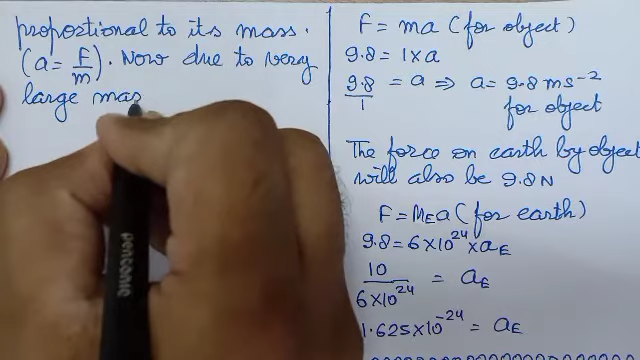 proportional to its mass.
(a = F/m). Now due to very
large mas
F = ma (for object)
9.8 = 1 × a
9.8/1 = a ⇒ a = 9.8 ms⁻²
for object
The force on earth by object
will also be 9.8 N
F = M_E a (for earth)
9.8 = 6 × 10²⁴ × a_E
10/6 × 10²⁴ = a_E
1.625 × 10⁻²⁴ = a_E
pensonic